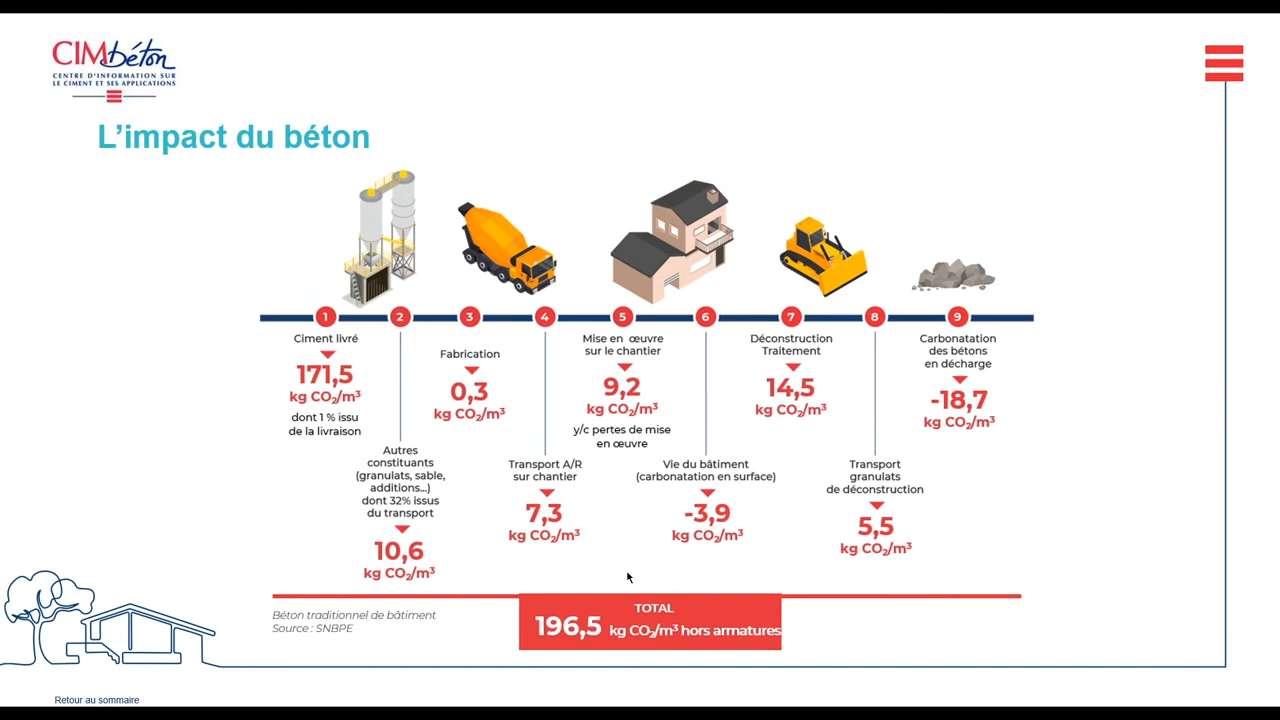 CIMbéton
CENTRE D'INFORMATION SUR
LE CIMENT ET SES APPLICATIONS
L'impact du béton
1
2
3
4
5
6
7
8
9
Ciment livré
171,5
kg CO₂/m³
dont 1 % issu
de la livraison
Autres
constituants
(granulats, sable,
additions...)
dont 32% issus
du transport
10,6
kg CO₂/m³
Fabrication
0,3
kg CO₂/m³
Transport A/R
sur chantier
7,3
kg CO₂/m³
Mise en œuvre
sur le chantier
9,2
kg CO₂/m³
y/c pertes de mise
en œuvre
Vie du bâtiment
(carbonatation en surface)
-3,9
kg CO₂/m³
Déconstruction
Traitement
14,5
kg CO₂/m³
Transport
granulats
de déconstruction
5,5
kg CO₂/m³
Carbonatation
des bétons
en décharge
-18,7
kg CO₂/m³
Béton traditionnel de bâtiment
Source : SNBPE
TOTAL
196,5 kg CO₂/m³ hors armatures
Retour au sommaire